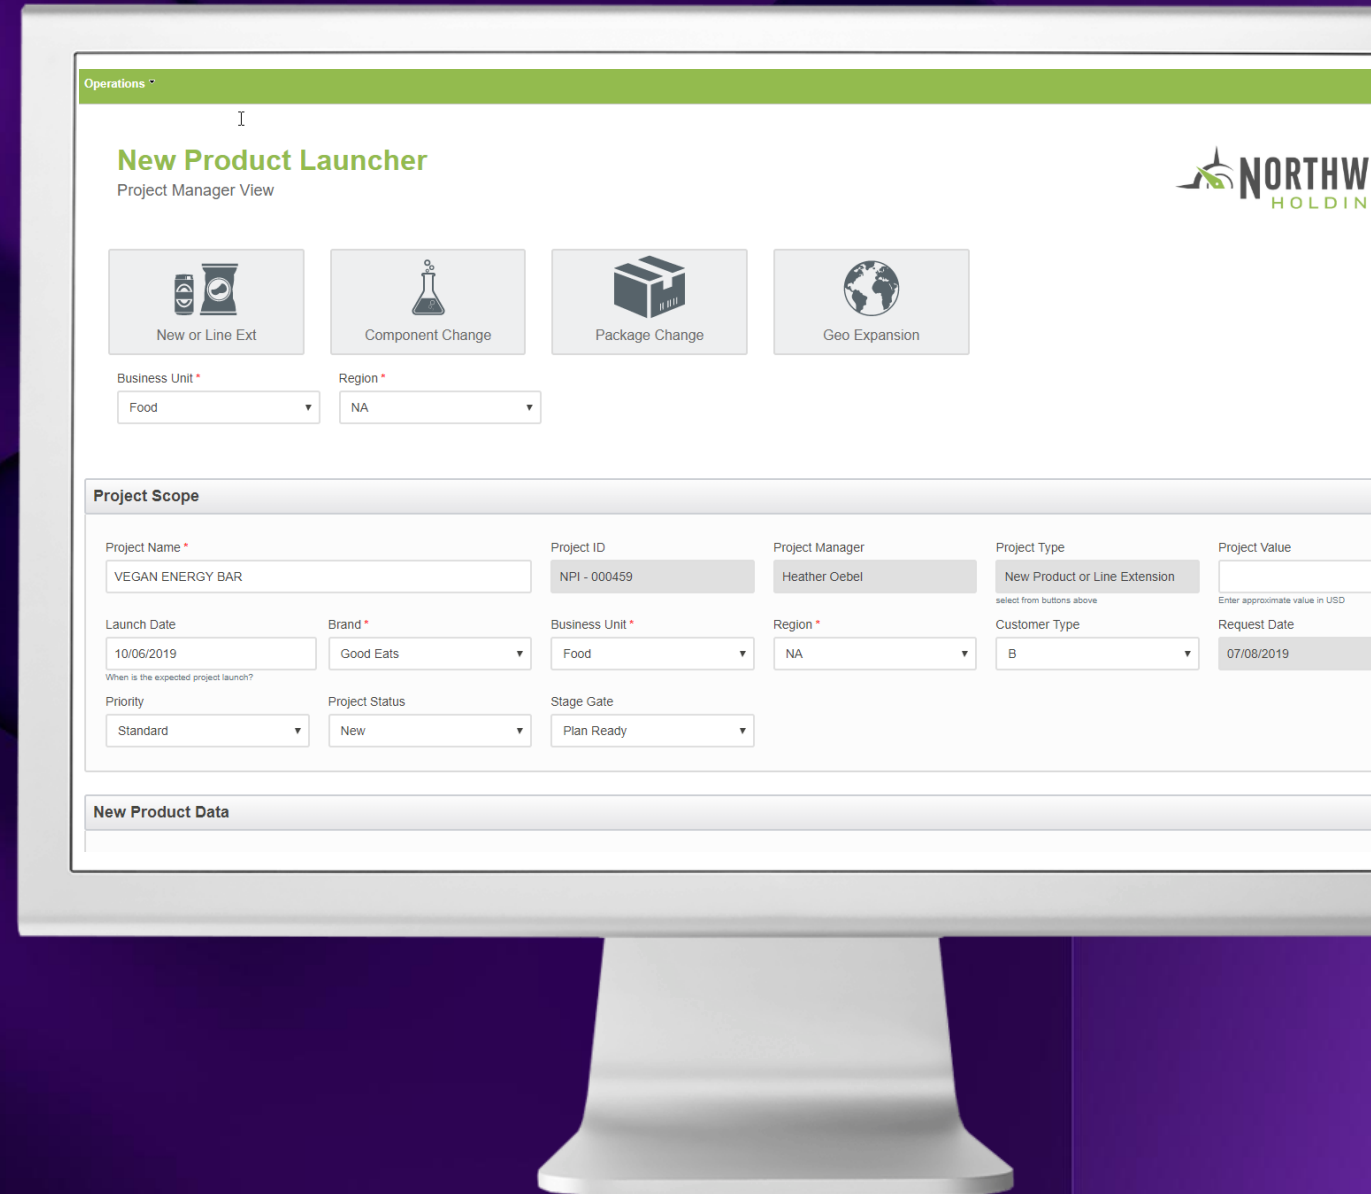 Operations
New Product Launcher
Project Manager View
NORTHW
HOLDIN
New or Line Ext
Component Change
Package Change
Geo Expansion
Business Unit *
Region *
Food
NA
Project Scope
Project Name *
Project ID
Project Manager
Project Type
Project Value
VEGAN ENERGY BAR
NPI - 000459
Heather Oebel
New Product or Line Extension
select from buttons above
Enter approximate value in USD
Launch Date
Brand *
Business Unit *
Region *
Customer Type
Request Date
10/06/2019
Good Eats
Food
NA
B
07/08/2019
When is the expected project launch?
Priority
Project Status
Stage Gate
Standard
New
Plan Ready
New Product Data